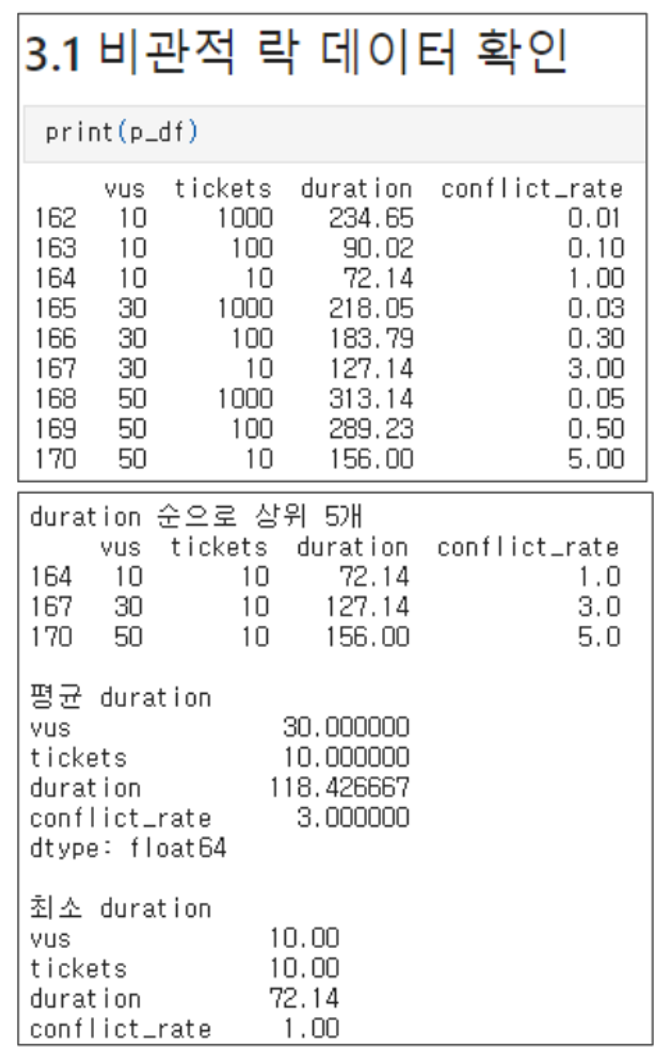 3.1 비관적 락 데이터 확인
print(p_df)
vus tickets duration conflict_rate
162 10 1000 234.65 0.01
163 10 100 90.02 0.10
164 10 10 72.14 1.00
165 30 1000 218.05 0.03
166 30 100 183.79 0.30
167 30 10 127.14 3.00
168 50 1000 313.14 0.05
169 50 100 289.23 0.50
170 50 10 156.00 5.00
duration 순으로 상위 5개
vus tickets duration conflict_rate
164 10 10 72.14 1.0
167 30 10 127.14 3.0
170 50 10 156.00 5.0
평균 duration
vus 30.000000
tickets 10.000000
duration 118.426667
conflict_rate 3.000000
dtype: float64
최소 duration
vus 10.00
tickets 10.00
duration 72.14
conflict_rate 1.00